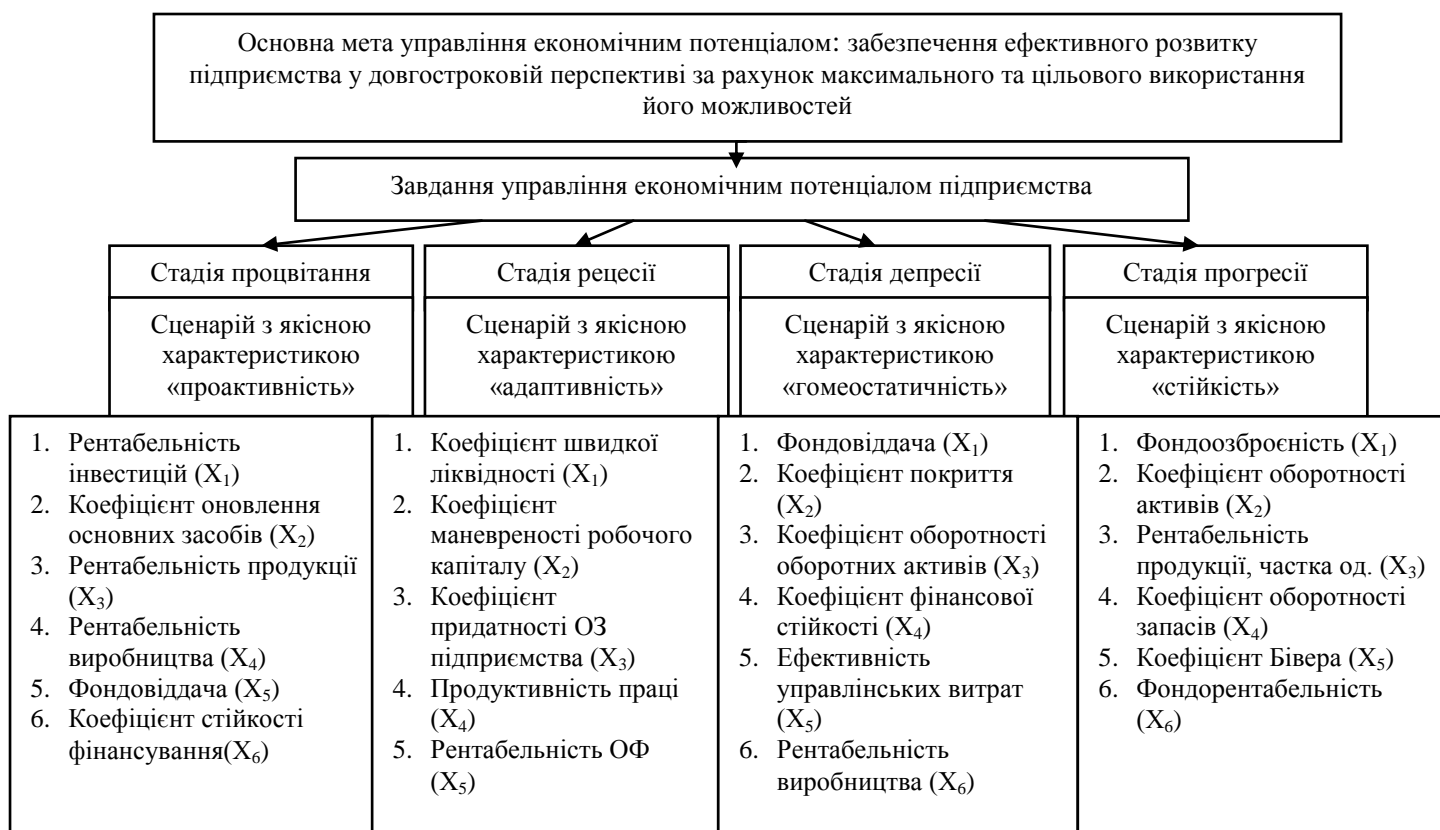 Основна мета управління економічним потенціалом: забезпечення ефективного розвитку
підприємства у довгостроковій перспективі за рахунок максимального та цільового використання
його можливостей
Завдання управління економічним потенціалом підприємства
Стадія процвітання
Сценарій з якісною
характеристикою
«проактивність»
1. Рентабельність
інвестицій (X₁)
2. Коефіцієнт оновлення
основних засобів (X₂)
3. Рентабельність продукції
(X₃)
4. Рентабельність
виробництва (X₄)
5. Фондовіддача (X₅)
6. Коефіцієнт стійкості
фінансування(X₆)
Стадія рецесії
Сценарій з якісною
характеристикою
«адаптивність»
1. Коефіцієнт швидкої
ліквідності (X₁)
2. Коефіцієнт
маневреності робочого
капіталу (X₂)
3. Коефіцієнт
придатності ОЗ
підприємства (X₃)
4. Продуктивність праці
(X₄)
5. Рентабельність ОФ
(X₅)
Стадія депресії
Сценарій з якісною
характеристикою
«гомеостатичність»
1. Фондовіддача (X₁)
2. Коефіцієнт покриття
(X₂)
3. Коефіцієнт оборотності
оборотних активів (X₃)
4. Коефіцієнт фінансової
стійкості (X₄)
5. Ефективність
управлінських витрат
(X₅)
6. Рентабельність
виробництва (X₆)
Стадія прогресії
Сценарій з якісною
характеристикою
«стійкість»
1. Фондоозброєність (X₁)
2. Коефіцієнт оборотності
активів (X₂)
3. Рентабельність
продукції, частка од. (X₃)
4. Коефіцієнт оборотності
запасів (X₄)
5. Коефіцієнт Бівера (X₅)
6. Фондорентабельність
(X₆)